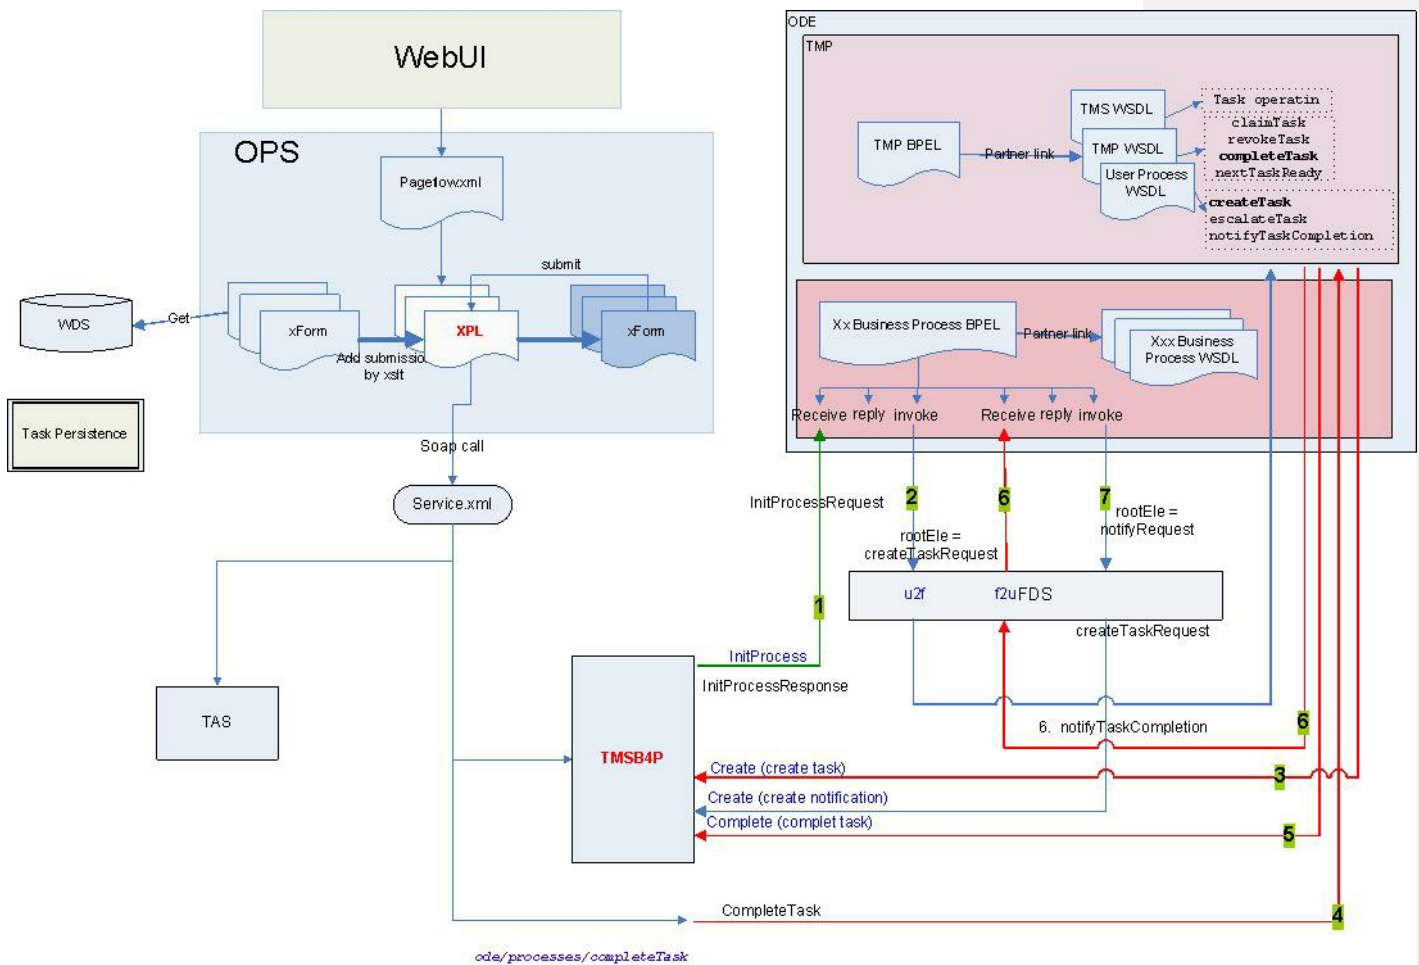 WebUI
OPS
Pageflow.xml
submit
WDS
Get
xForm
XPL
xForm
Add submission
by xslt
Task Persistence
Soap call
Service.xml
TAS
TMSB4P
ODE
TMP
TMP BPEL
Partner link
TMS WSDL
TMP WSDL
User Process
WSDL
Task operatin
claimTask
revokeTask
completeTask
nextTaskReady
createTask
escalateTask
notifyTaskCompletion
Xx Business Process BPEL
Partner link
Xxx Business
Process WSDL
Receive reply invoke
Receive reply invoke
InitProcessRequest
2
6
7
rootEle =
createTaskRequest
rootEle =
notifyRequest
1
u2f
f2u FDS
createTaskRequest
InitProcess
InitProcessResponse
6. notifyTaskCompletion
6
Create (create task)
3
Create (create notification)
Complete (complet task)
5
CompleteTask
4
ode/processes/completeTask